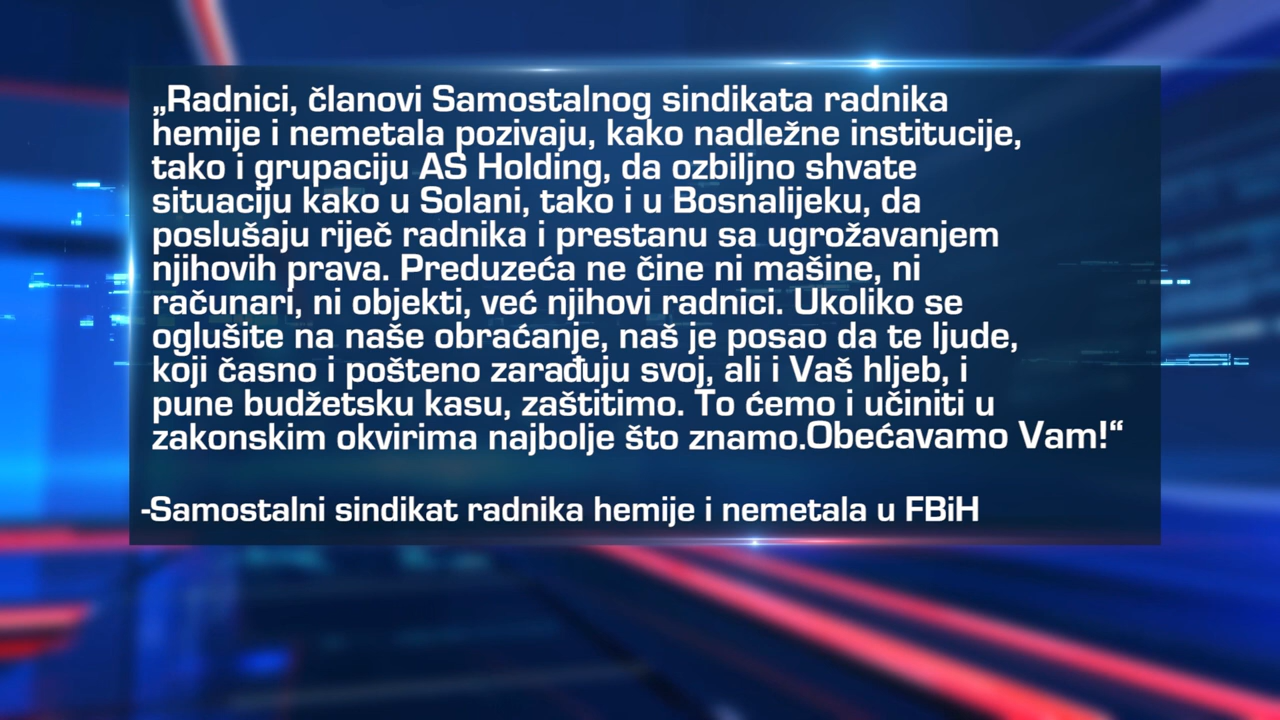 „Radnici, članovi Samostalnog sindikata radnika
hemije i nemetala pozivaju, kako nadležne institucije,
tako i grupaciju AS Holding, da ozbiljno shvate
situaciju kako u Solani, tako i u Bosnalijeku, da
poslušaju riječ radnika i prestanu sa ugrožavanjem
njihovih prava. Preduzeća ne čine ni mašine, ni
računari, ni objekti, već njihovi radnici. Ukoliko se
oglušite na naše obraćanje, naš je posao da te ljude,
koji časno i pošteno zarađuju svoj, ali i Vaš hljeb, i
pune budžetsku kasu, zaštitimo. To ćemo i učiniti u
zakonskim okvirima najbolje što znamo.Obećavamo Vam!“
-Samostalni sindikat radnika hemije i nemetala u FBiH